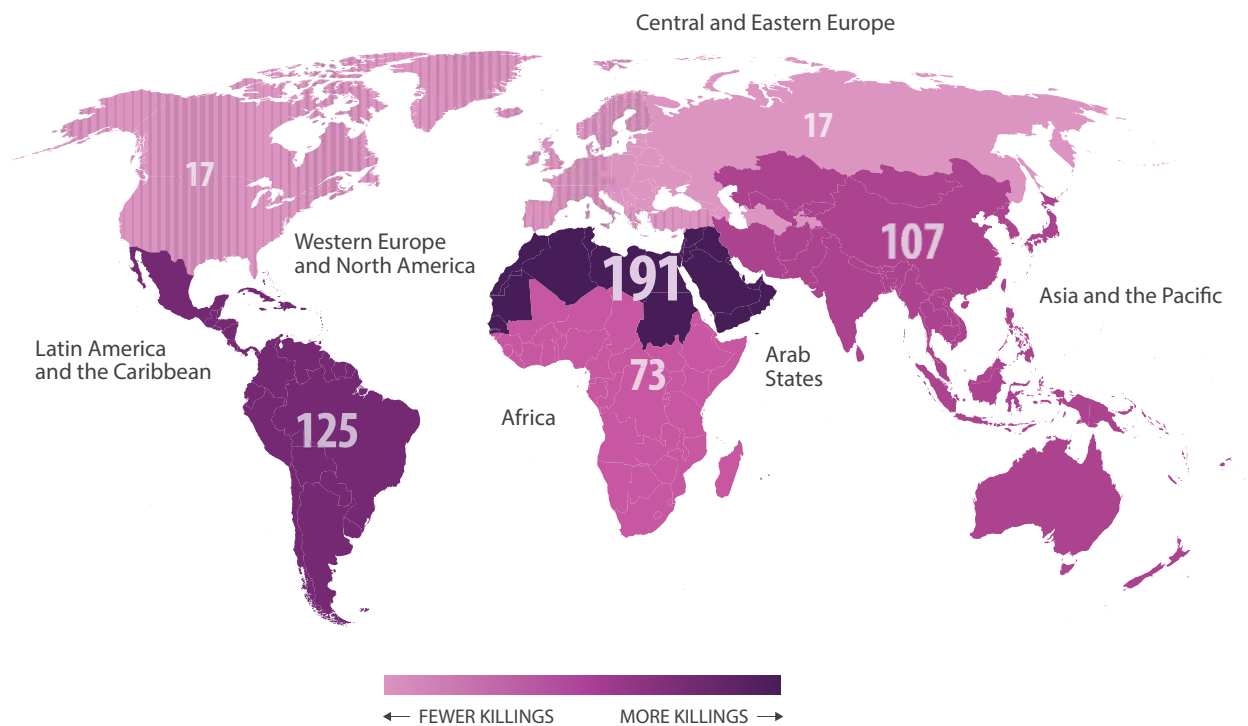 Central and Eastern Europe
17
17
Western Europe
and North America
107
191
Asia and the Pacific
Latin America
and the Caribbean
Arab
States
73
Africa
125
← FEWER KILLINGS
MORE KILLINGS →